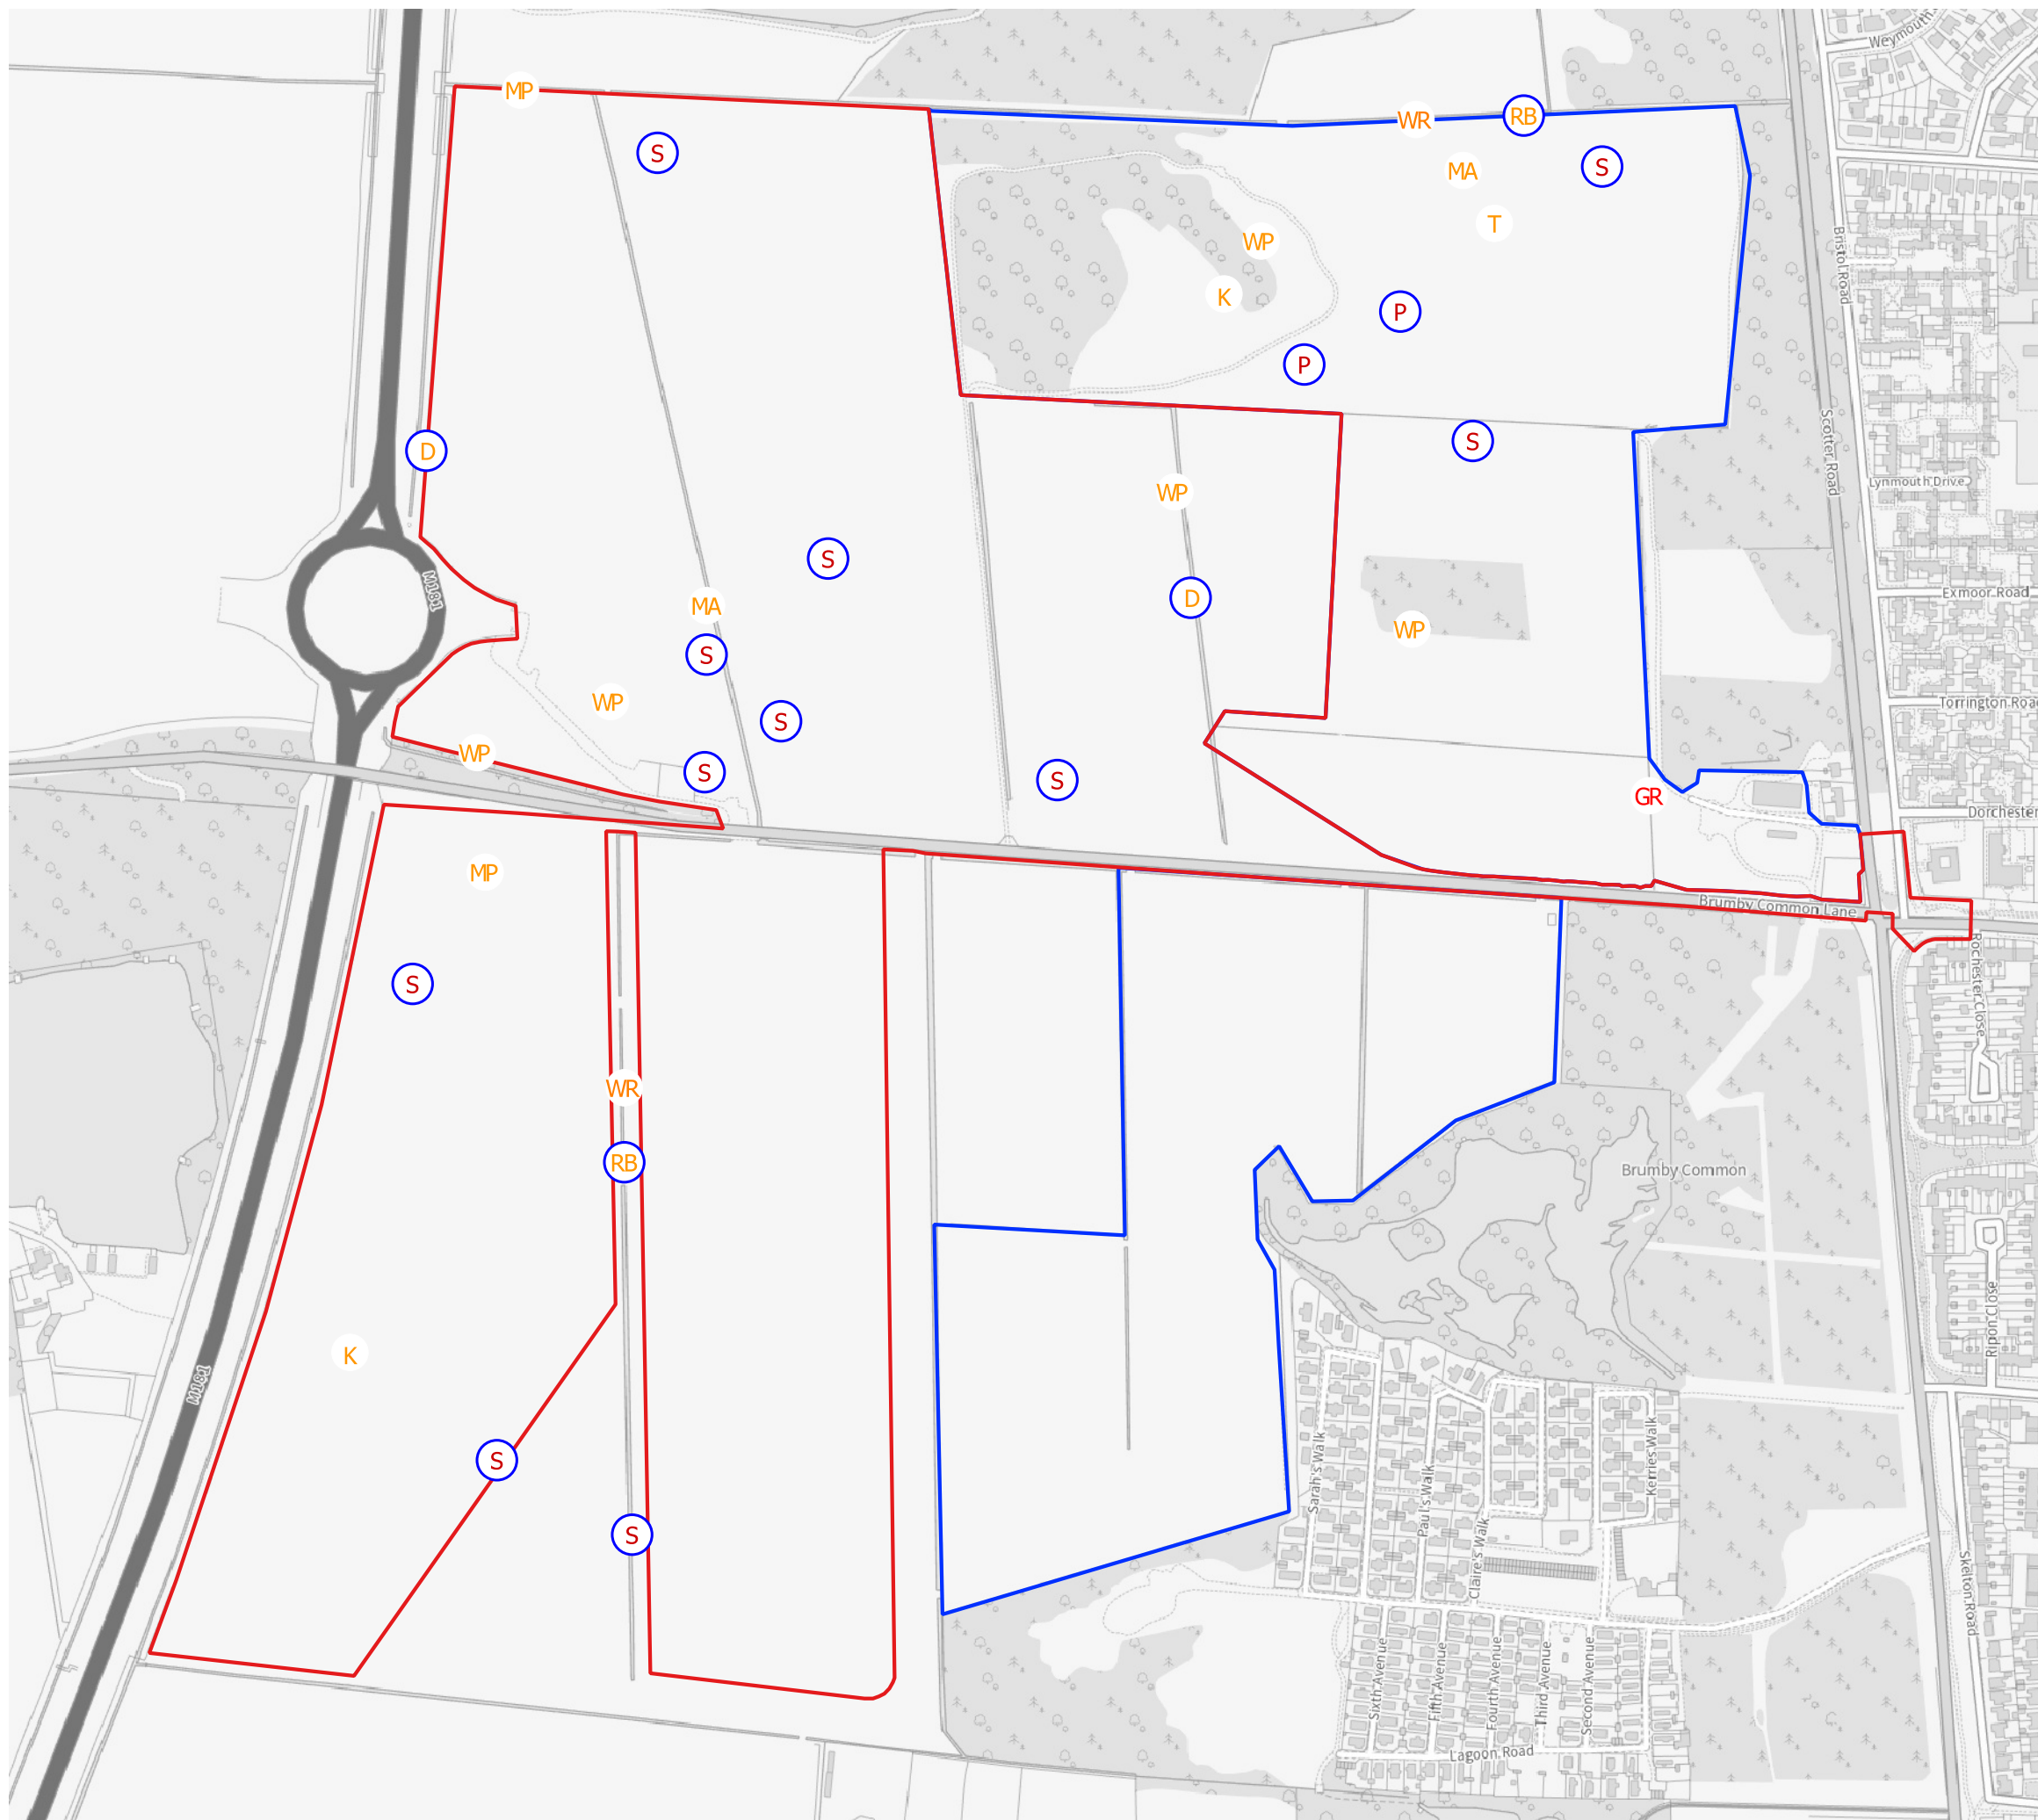 Weymouth
MP
WR
RB
S
S
MA
T
WP
Bristol Road
K
P
P
D
S
Scotter Road
Lynmouth Drive
WP
S
M181
D
Exmoor Road
MA
WP
S
WP
Torrington Roa
S
WP
S
S
GR
Dorchester
MP
Brumby Common Lane
S
Rochester Close
WR
RB
Brumby Common
K
M181
Ripon Close
S
Sarah's Walk
Paul's Walk
Kerrie's Walk
S
Claire's Walk
Skelton Road
Sixth Avenue
Fifth Avenue
Fourth Avenue
Third Avenue
Second Avenue
Lagoon Road